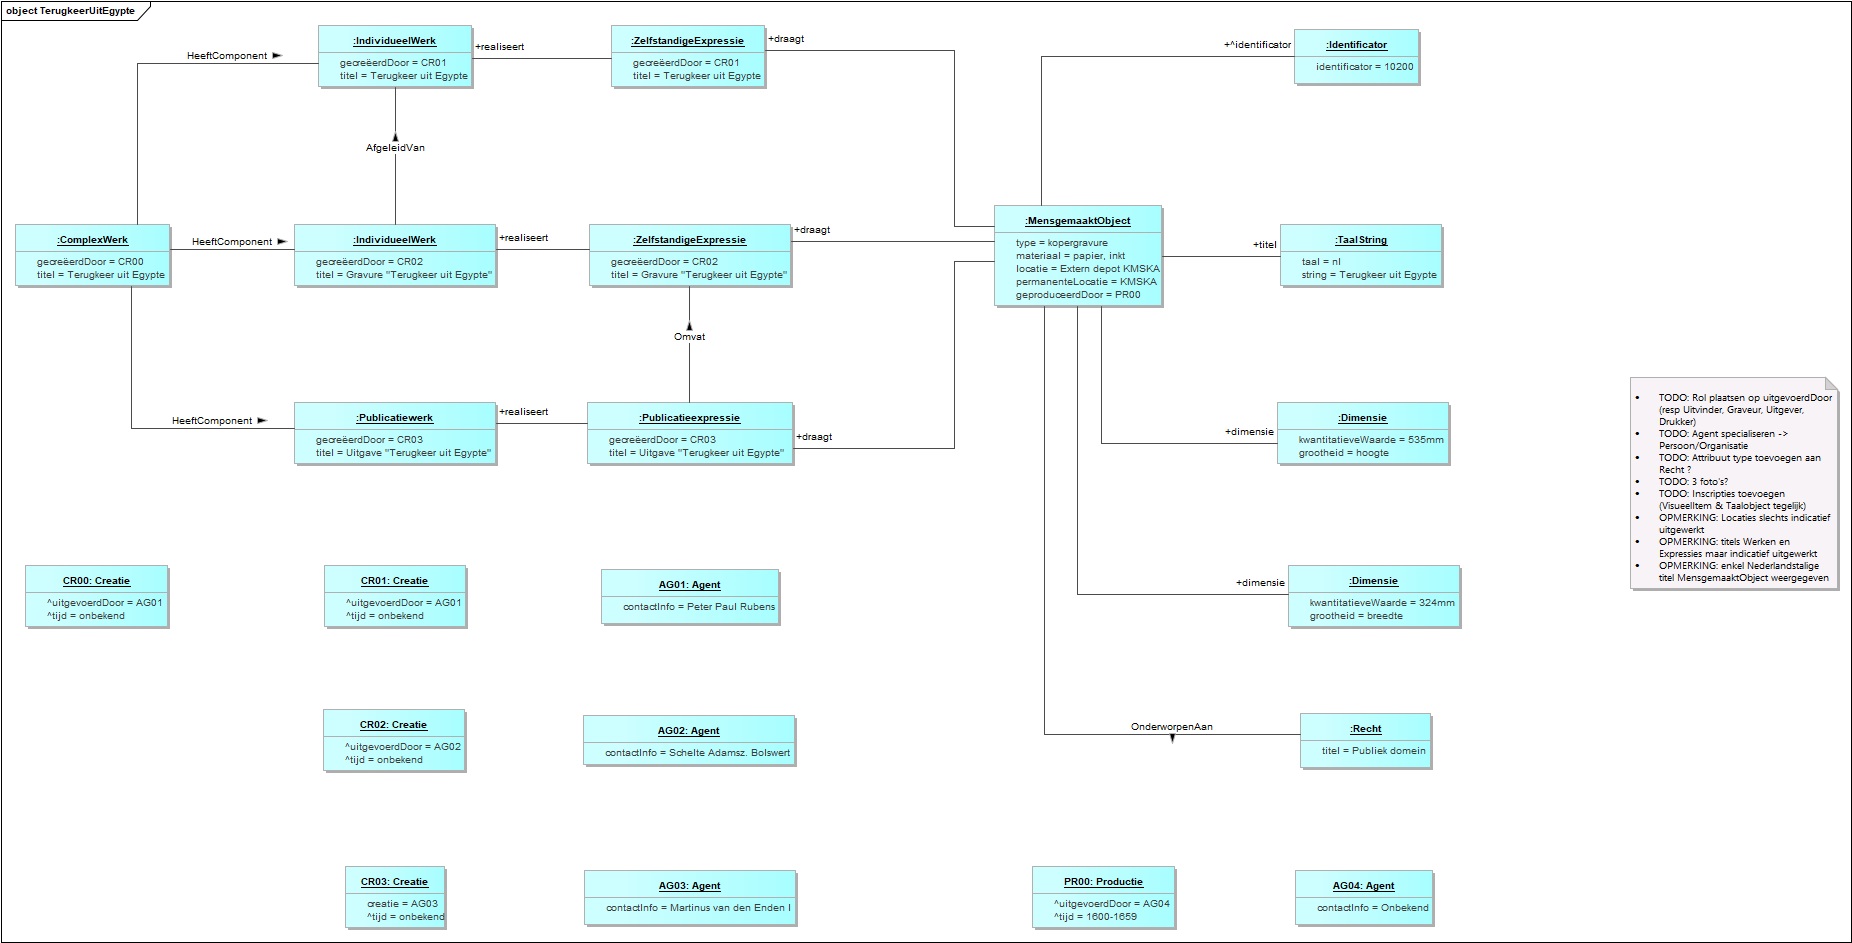 object TerugkeerUitEgypte
:IndividueelWerk
gecreëerdDoor = CR01
titel = Terugkeer uit Egypte
HeeftComponent
+realiseert
:ZelfstandigeExpressie
gecreëerdDoor = CR01
titel = Terugkeer uit Egypte
+draagt
+^identificator
:Identificator
identificator = 10200
AfgeleidVan
:ComplexWerk
gecreëerdDoor = CR00
titel = Terugkeer uit Egypte
HeeftComponent
:IndividueelWerk
gecreëerdDoor = CR02
titel = Gravure "Terugkeer uit Egypte"
+realiseert
:ZelfstandigeExpressie
gecreëerdDoor = CR02
titel = Gravure "Terugkeer uit Egypte"
+draagt
:MensgemaaktObject
type = kopergravure
materiaal = papier, inkt
locatie = Extern depot KMSKA
permanenteLocatie = KMSKA
geproduceerdDoor = PR00
+titel
:TaalString
taal = nl
string = Terugkeer uit Egypte
Omvat
HeeftComponent
:Publicatiewerk
gecreëerdDoor = CR03
titel = Uitgave "Terugkeer uit Egypte"
+realiseert
:Publicatieexpressie
gecreëerdDoor = CR03
titel = Uitgave "Terugkeer uit Egypte"
+draagt
+dimensie
:Dimensie
kwantitatieveWaarde = 535mm
grootheid = hoogte
• TODO: Rol plaatsen op uitgevoerdDoor
(resp Uitvinder, Graveur, Uitgever,
Drukker)
• TODO: Agent specialiseren ->
Persoon/Organisatie
• TODO: Attribuut type toevoegen aan
Recht ?
• TODO: 3 foto's?
• TODO: Inscripties toevoegen
(VisueelItem & Taalobject tegelijk)
• OPMERKING: Locaties slechts indicatief
uitgewerkt
• OPMERKING: titels Werken en
Expressies maar indicatief uitgewerkt
• OPMERKING: enkel Nederlandstalige
titel MensgemaaktObject weergegeven
CR00: Creatie
^uitgevoerdDoor = AG01
^tijd = onbekend
CR01: Creatie
^uitgevoerdDoor = AG01
^tijd = onbekend
AG01: Agent
contactInfo = Peter Paul Rubens
+dimensie
:Dimensie
kwantitatieveWaarde = 324mm
grootheid = breedte
CR02: Creatie
^uitgevoerdDoor = AG02
^tijd = onbekend
AG02: Agent
contactInfo = Schelte Adamsz. Bolswert
OnderworpenAan
:Recht
titel = Publiek domein
CR03: Creatie
creatie = AG03
^tijd = onbekend
AG03: Agent
contactInfo = Martinus van den Enden I
PR00: Productie
^uitgevoerdDoor = AG04
^tijd = 1600-1659
AG04: Agent
contactInfo = Onbekend